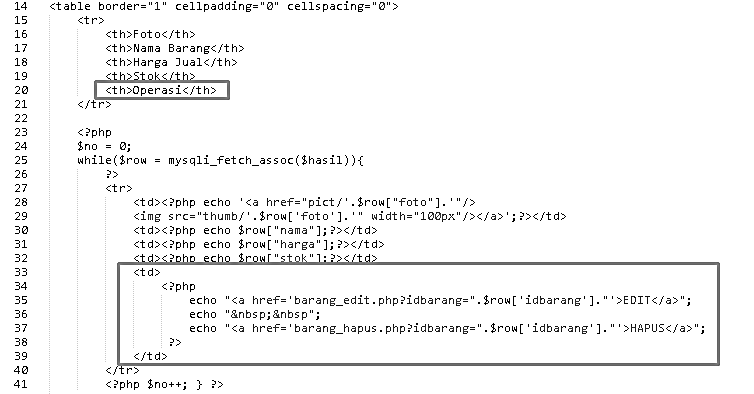 14 <table border="1" cellpadding="0" cellspacing="0">
15 <tr>
16 <th>Foto</th>
17 <th>Nama Barang</th>
18 <th>Harga Jual</th>
19 <th>Stok</th>
20 <th>Operasi</th>
21 </tr>
22
23 <?php
24 $no = 0;
25 while($row = mysqli_fetch_assoc($hasil)){
26 ?>
27 <tr>
28 <td><?php echo '<a href="pict/'.$row["foto"].'"/>
29 <img src="thumb/'.$row['foto'].'" width="100px"/></a>';?></td>
30 <td><?php echo $row["nama"];?></td>
31 <td><?php echo $row["harga"];?></td>
32 <td><?php echo $row["stok"];?></td>
33 <td>
34 <?php
35 echo "<a href='barang_edit.php?idbarang=".$row['idbarang']."'>EDIT</a>";
36 echo "&nbsp;&nbsp";
37 echo "<a href='barang_hapus.php?idbarang=".$row['idbarang']."'>HAPUS</a>";
38 ?>
39 </td>
40 </tr>
41 <?php $no++; } ?>